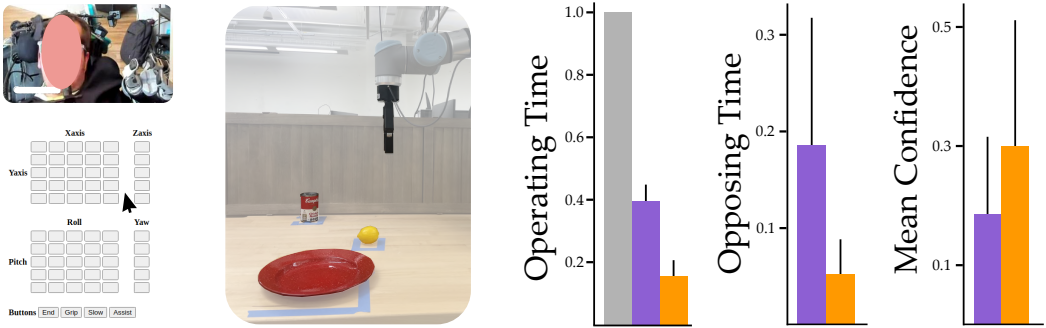 Xaxis Zaxis
Yaxis
Roll Yaw
Pitch
Buttons End Grip Slow Assist
Campbell's
Operating Time
1.0
0.8
0.6
0.4
0.2
Opposing Time
0.3
0.2
0.1
Mean Confidence
0.5
0.3
0.1